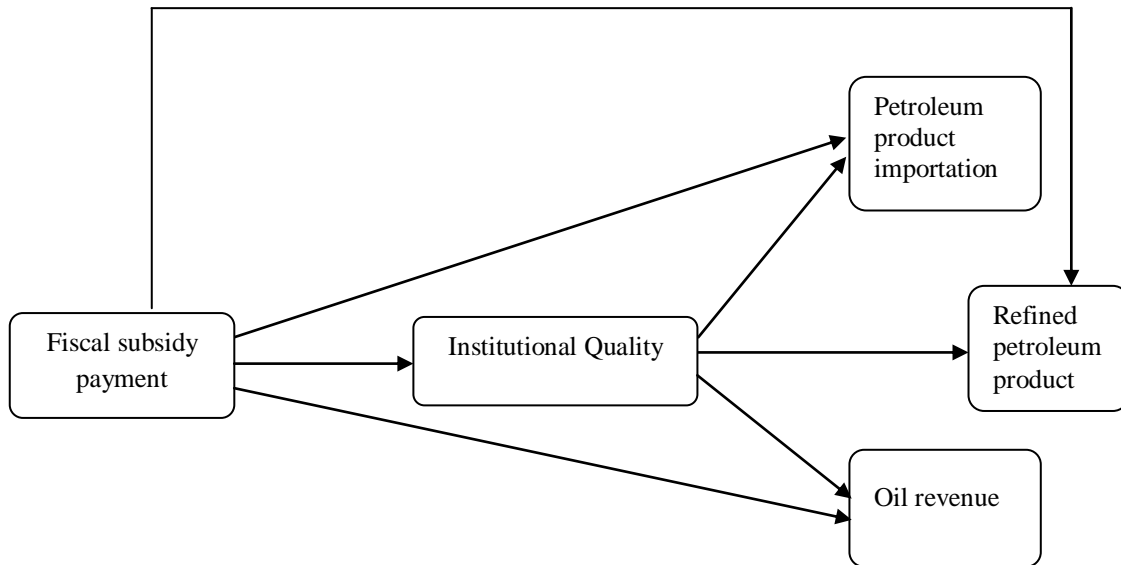 Petroleum
product
importation
Fiscal subsidy
payment
Institutional Quality
Refined
petroleum
product
Oil revenue